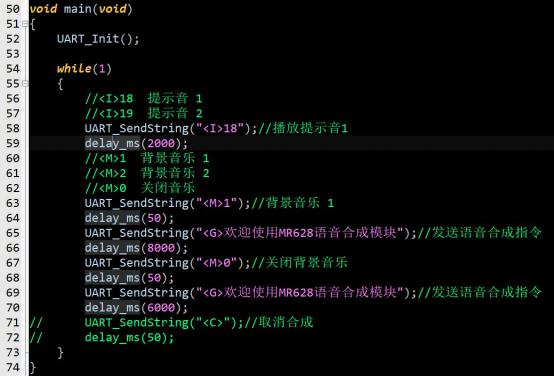 50 void main(void)
51 {
52     UART_Init();
53
54     while(1)
55     {
56         //<I>18  提示音 1
57         //<I>19  提示音 2
58         UART_SendString("<I>18");//播放提示音1
59         delay_ms(2000);
60         //<M>1  背景音乐 1
61         //<M>2  背景音乐 2
62         //<M>0  关闭音乐
63         UART_SendString("<M>1");//背景音乐 1
64         delay_ms(50);
65         UART_SendString("<G>欢迎使用MR628语音合成模块");//发送语音合成指令
66         delay_ms(8000);
67         UART_SendString("<M>0");//关闭背景音乐
68         delay_ms(50);
69         UART_SendString("<G>欢迎使用MR628语音合成模块");//发送语音合成指令
70         delay_ms(6000);
71 //      UART_SendString("<C>");//取消合成
72 //      delay_ms(50);
73     }
74 }